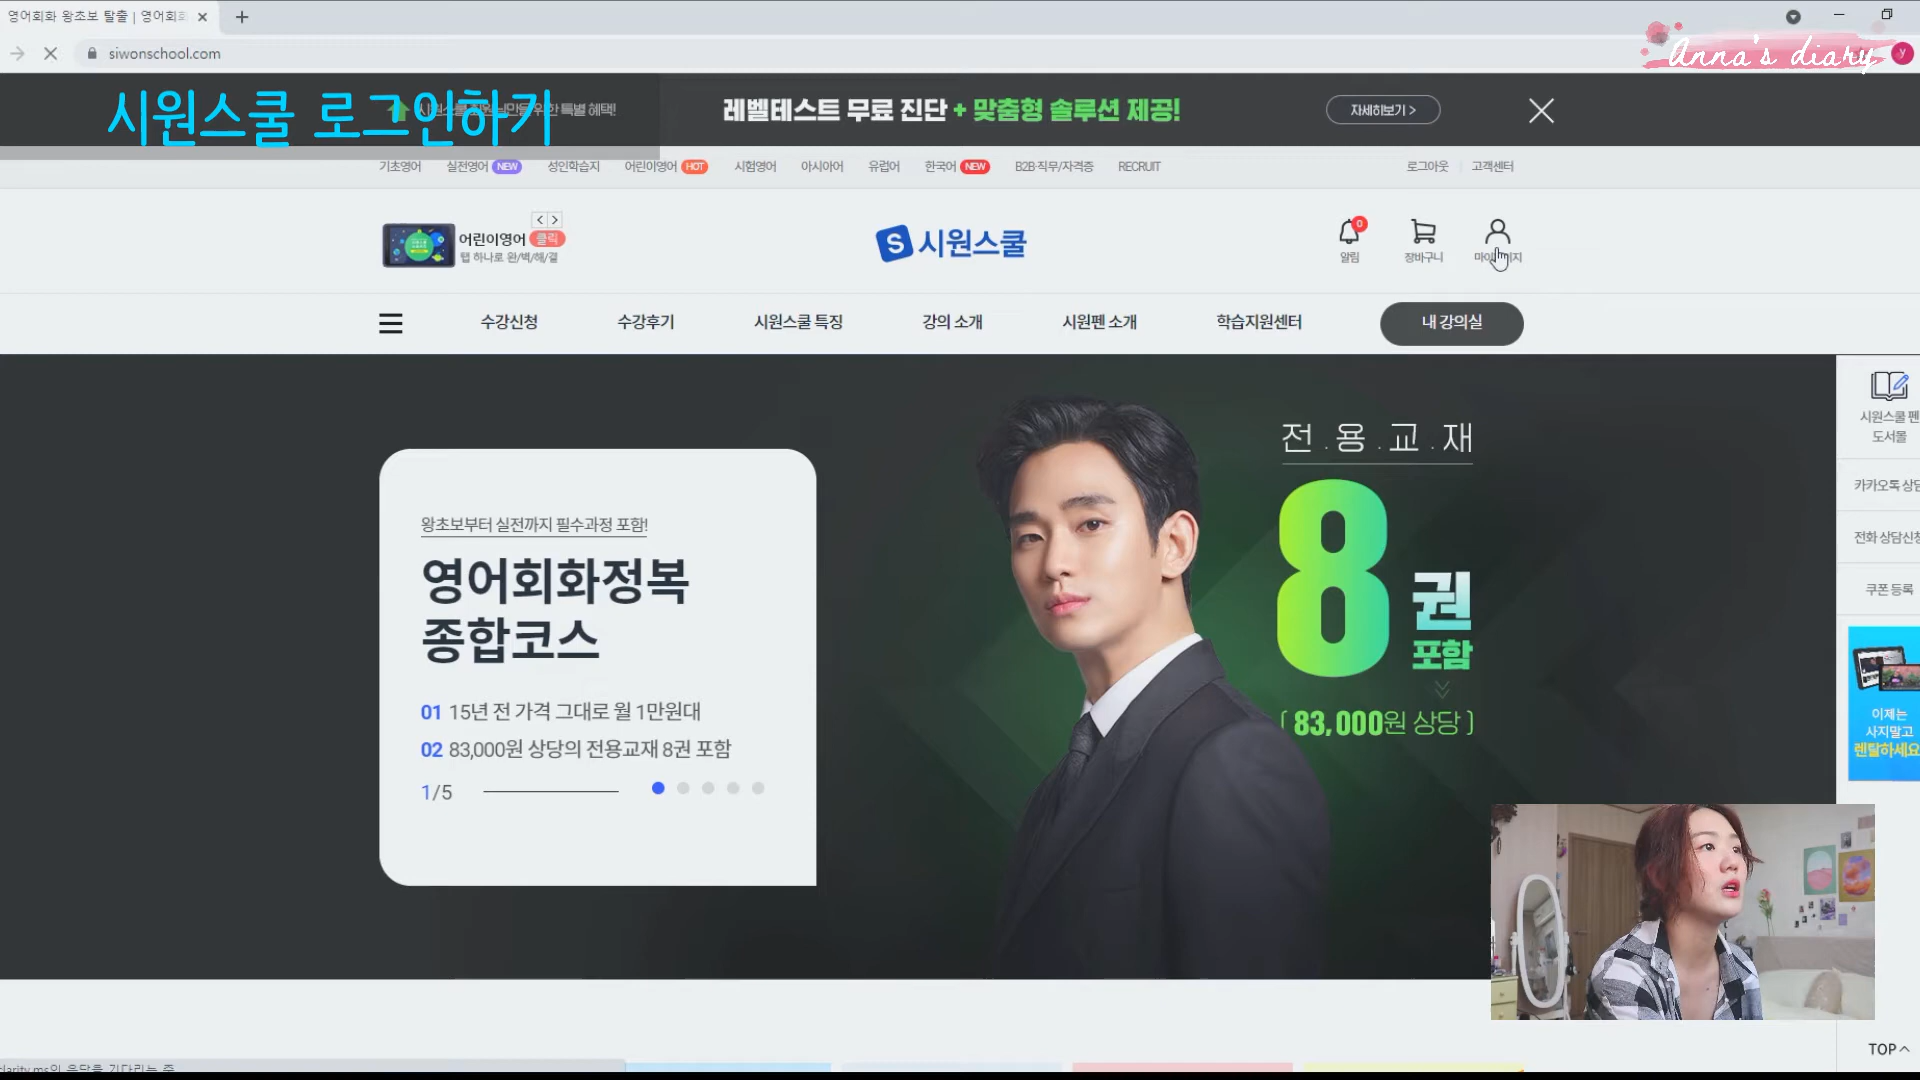 영어회화 왕초보 탈출 | 영어회화
siwonschool.com
Anna's diary
y
시원스쿨 로그인하기
레벨테스트 무료 진단 + 맞춤형 솔루션 제공!
자세히보기 >
기초영어 실전영어 NEW 성인학습지 어린이영어 HOT 시험영어 아시아어 유럽어 한국어 NEW B2B·직무/자격증 RECRUIT 로그아웃 고객센터
어린이영어 클릭
탭 하나로 완/벽/해/결
S 시원스쿨
0
알림 장바구니
수강신청 수강후기 시원스쿨 특징 강의 소개 시원펜 소개 학습지원센터 내 강의실
왕초보부터 실전까지 필수과정 포함!
영어회화정복
종합코스
01 15년 전 가격 그대로 월 1만원대
02 83,000원 상당의 전용교재 8권 포함
1/5
전.용.교.재
8권
포함
[ 83,000원 상당 ]
시원스쿨 펜
도서몰
카카오톡 상담
전화 상담신청
쿠폰 등록
이제는
사지말고
렌탈하세요
TOP